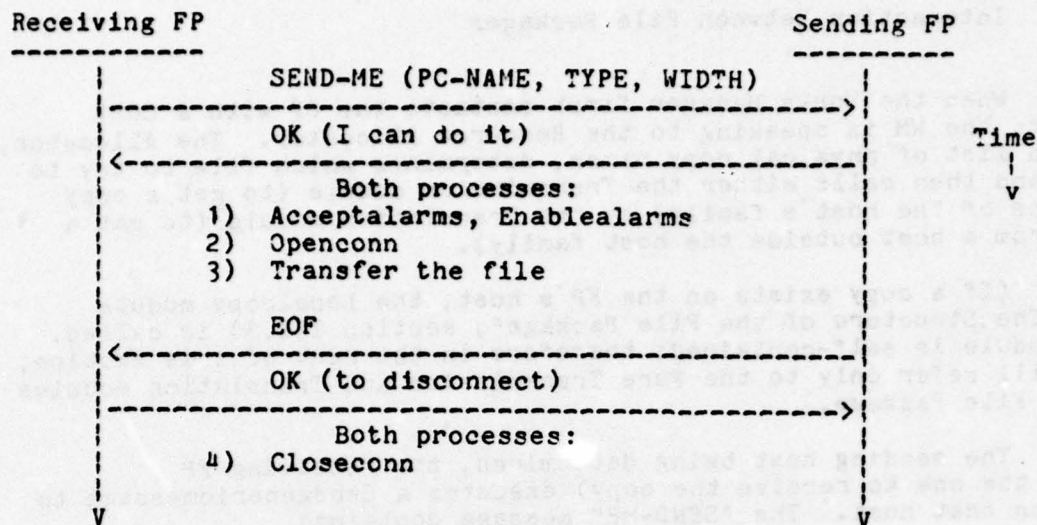 Receiving FP Sending FP
SEND-ME (PC-NAME, TYPE, WIDTH)
OK (I can do it)
Time
Both processes:
1) Acceptalarms, Enablealarms
2) Openconn
3) Transfer the file
EOF
OK (to disconnect)
Both processes:
4) Closeconn